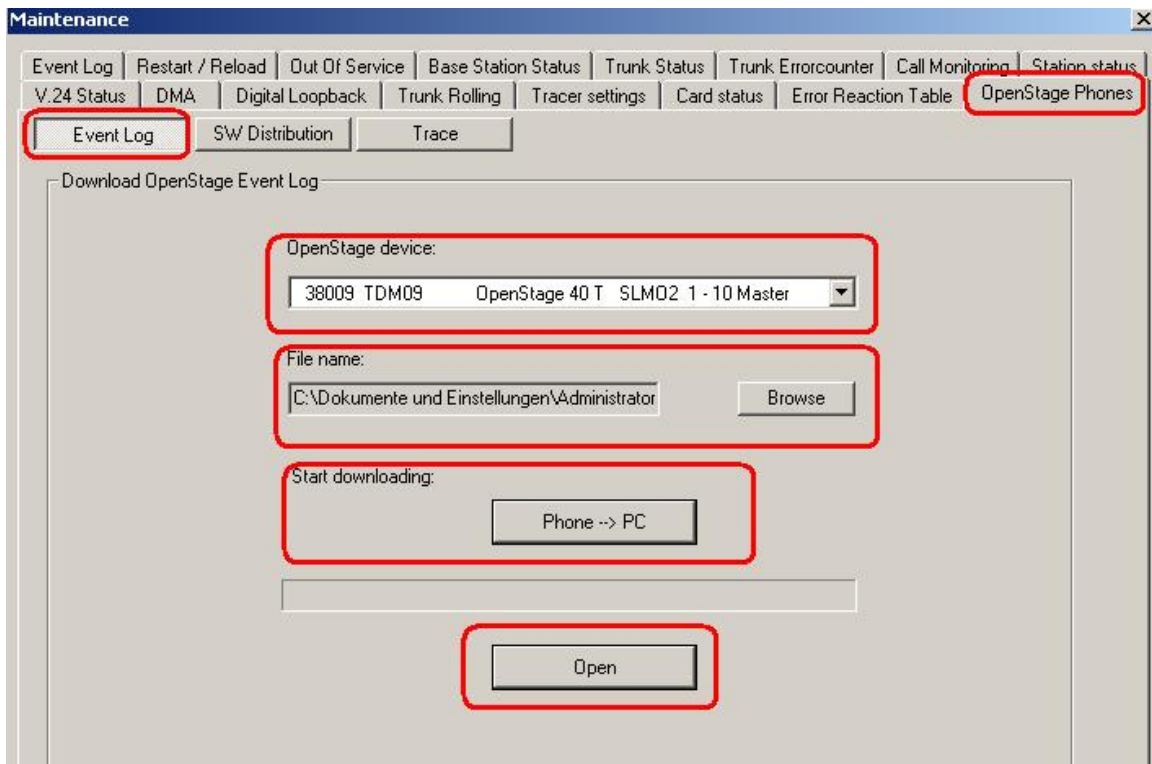 Maintenance
Event Log Restart / Reload Out Of Service Base Station Status Trunk Status Trunk Errorcounter Call Monitoring Station status
V.24 Status DMA Digital Loopback Trunk Rolling Tracer settings Card status Error Reaction Table OpenStage Phones
Event Log SW Distribution Trace
Download OpenStage Event Log
OpenStage device:
38009 TDM09 OpenStage 40 T SLMO2 1 - 10 Master
File name:
C:\Dokumente und Einstellungen\Administrator Browse
Start downloading:
Phone --> PC
Open